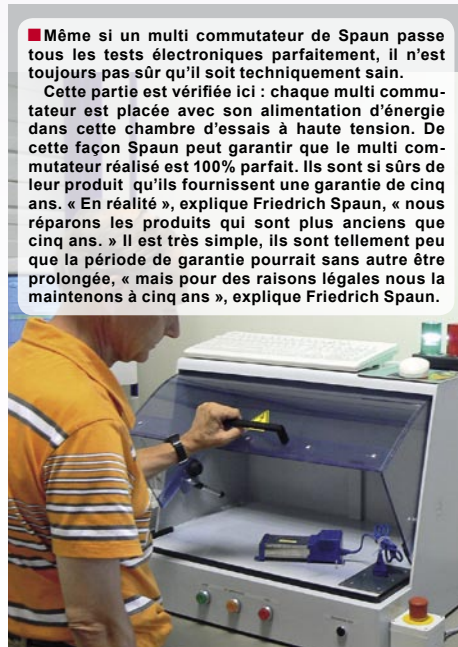 Même si un multi commutateur de Spaun passe
tous les tests électroniques parfaitement, il n'est
toujours pas sûr qu'il soit techniquement sain.
Cette partie est vérifiée ici : chaque multi commu-
tateur est placée avec son alimentation d'énergie
dans cette chambre d'essais à haute tension. De
cette façon Spaun peut garantir que le multi com-
mutateur réalisé est 100% parfait. Ils sont si sûrs de
leur produit qu'ils fournissent une garantie de cinq
ans. « En réalité », explique Friedrich Spaun, « nous
réparons les produits qui sont plus anciens que
cinq ans. » Il est très simple, ils sont tellement peu
que la période de garantie pourrait sans autre être
prolongée, « mais pour des raisons légales nous la
maintenons à cinq ans », explique Friedrich Spaun.